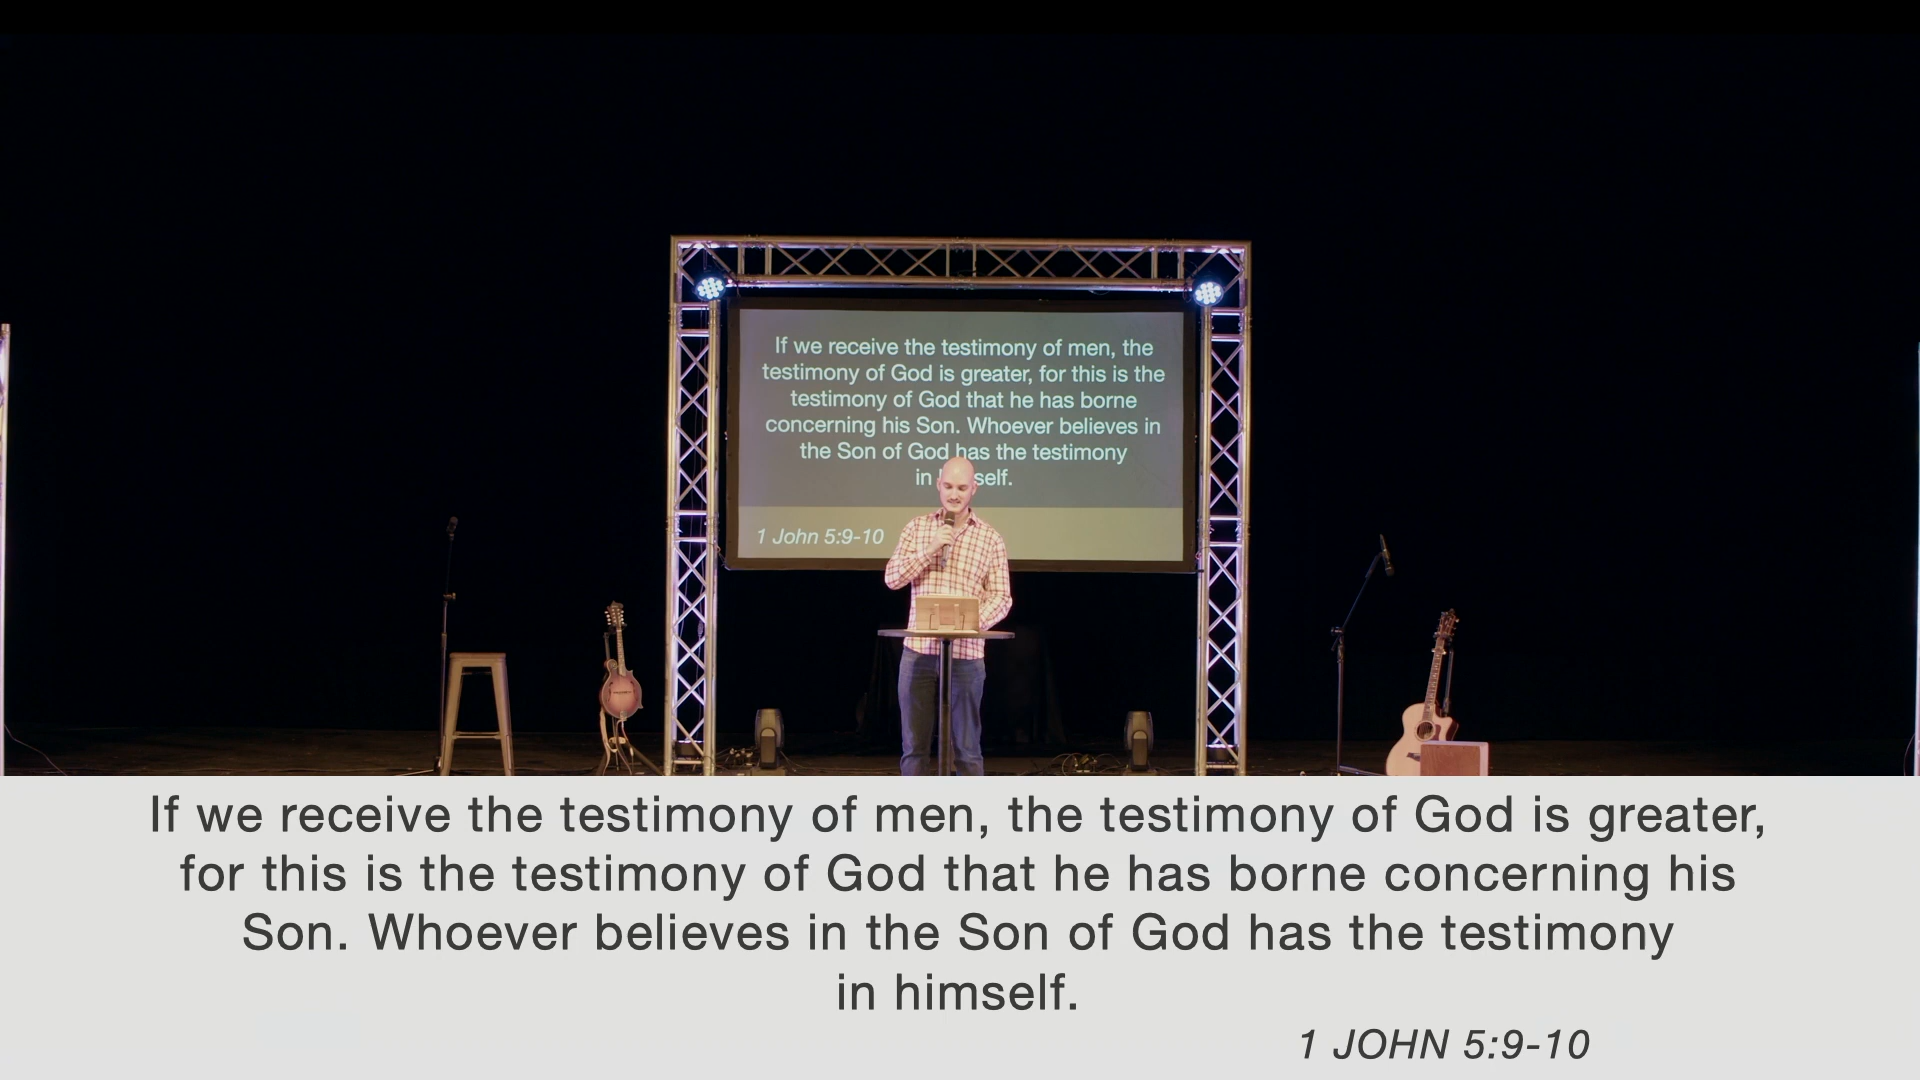 If we receive the testimony of men, the
testimony of God is greater, for this is the
testimony of God that he has borne
concerning his Son. Whoever believes in
the Son of God has the testimony
in self.
1 John 5:9-10
If we receive the testimony of men, the testimony of God is greater,
for this is the testimony of God that he has borne concerning his
Son. Whoever believes in the Son of God has the testimony
in himself.
1 JOHN 5:9-10